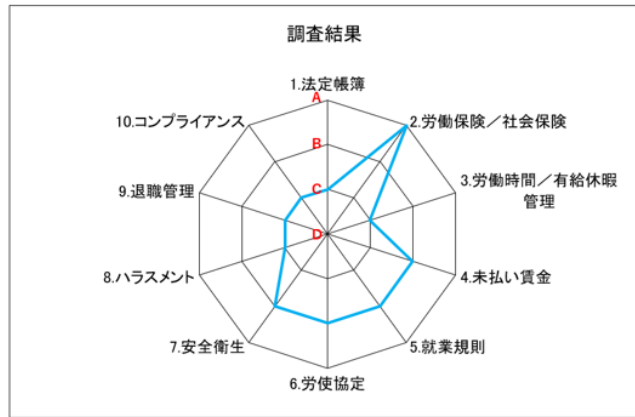 調査結果
1.法定帳簿
A
10.コンプライアンス
2.労働保険／社会保険
B
9.退職管理
C
3.労働時間／有給休暇
管理
D
8.ハラスメント
4.未払い賃金
7.安全衛生
5.就業規則
6.労使協定